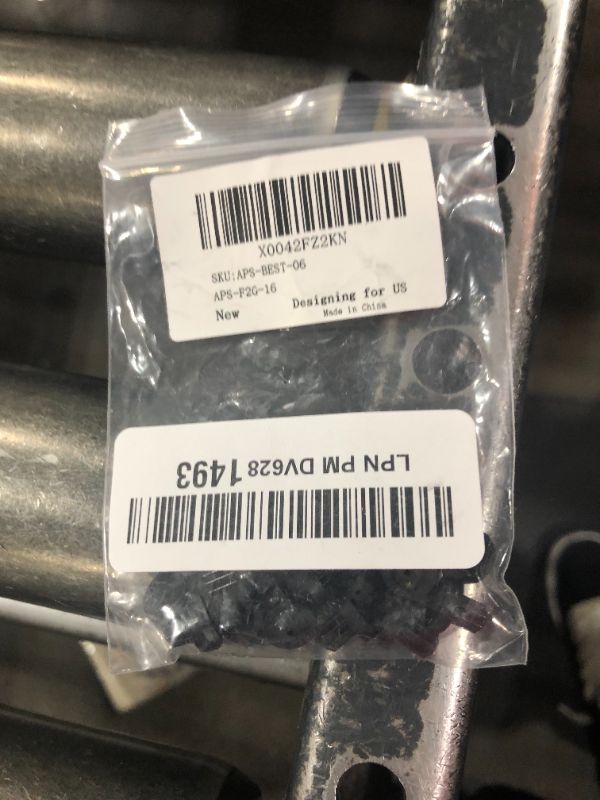 X0042FZ2KN
SKU:APS-BEST-06
APS-F2G-16
New Designing for US
Made in China
LPN PM DV628 1493